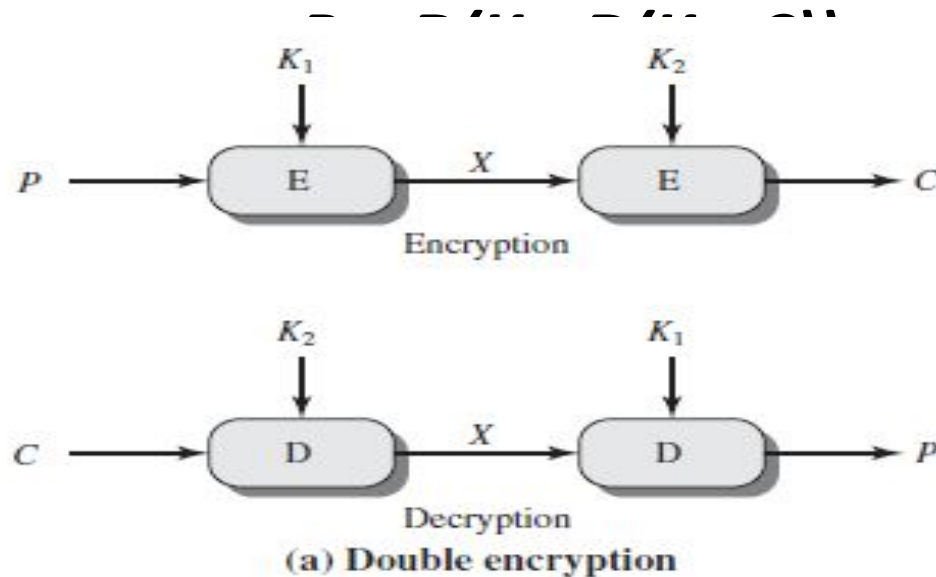 K₁ K₂
P E X E C
Encryption
K₂ K₁
C D X D P
Decryption
(a) Double encryption